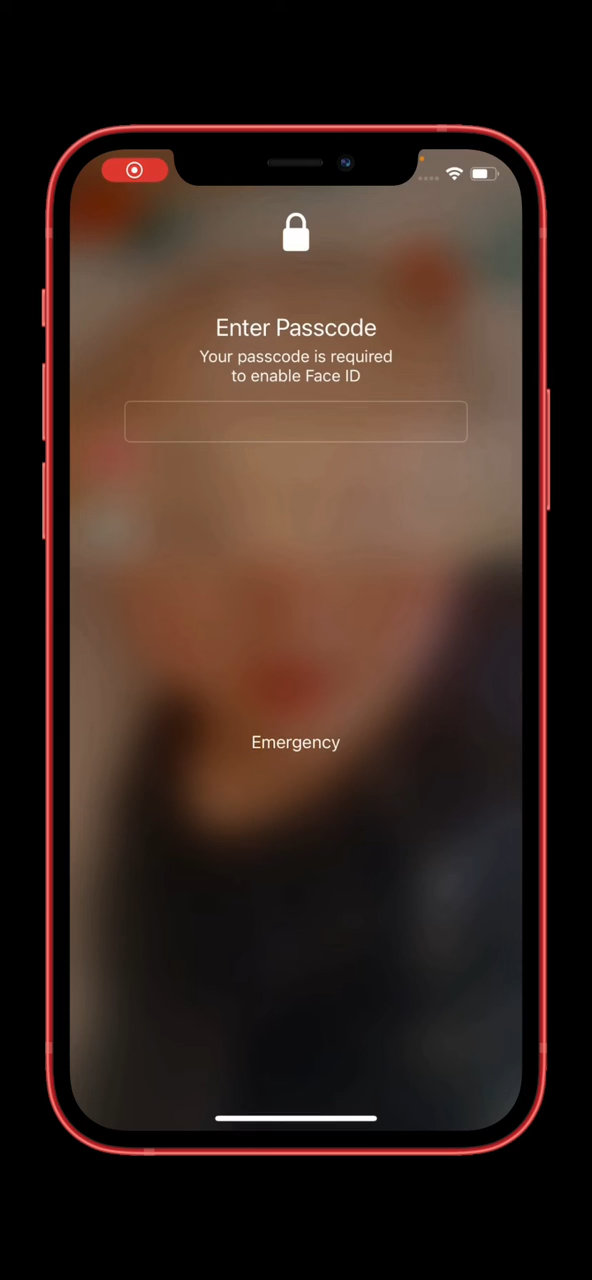 Enter Passcode
Your passcode is required
to enable Face ID
Emergency